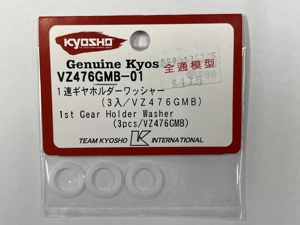 KYOSHO
Genuine Kyos
全通模型
VZ476GMB-01
1速ギヤホルダーワッシャー
(3入/VZ476GMB)
1st Gear Holder Washer
(3pcs/VZ476GMB)
TEAM KYOSHO K INTERNATIONAL